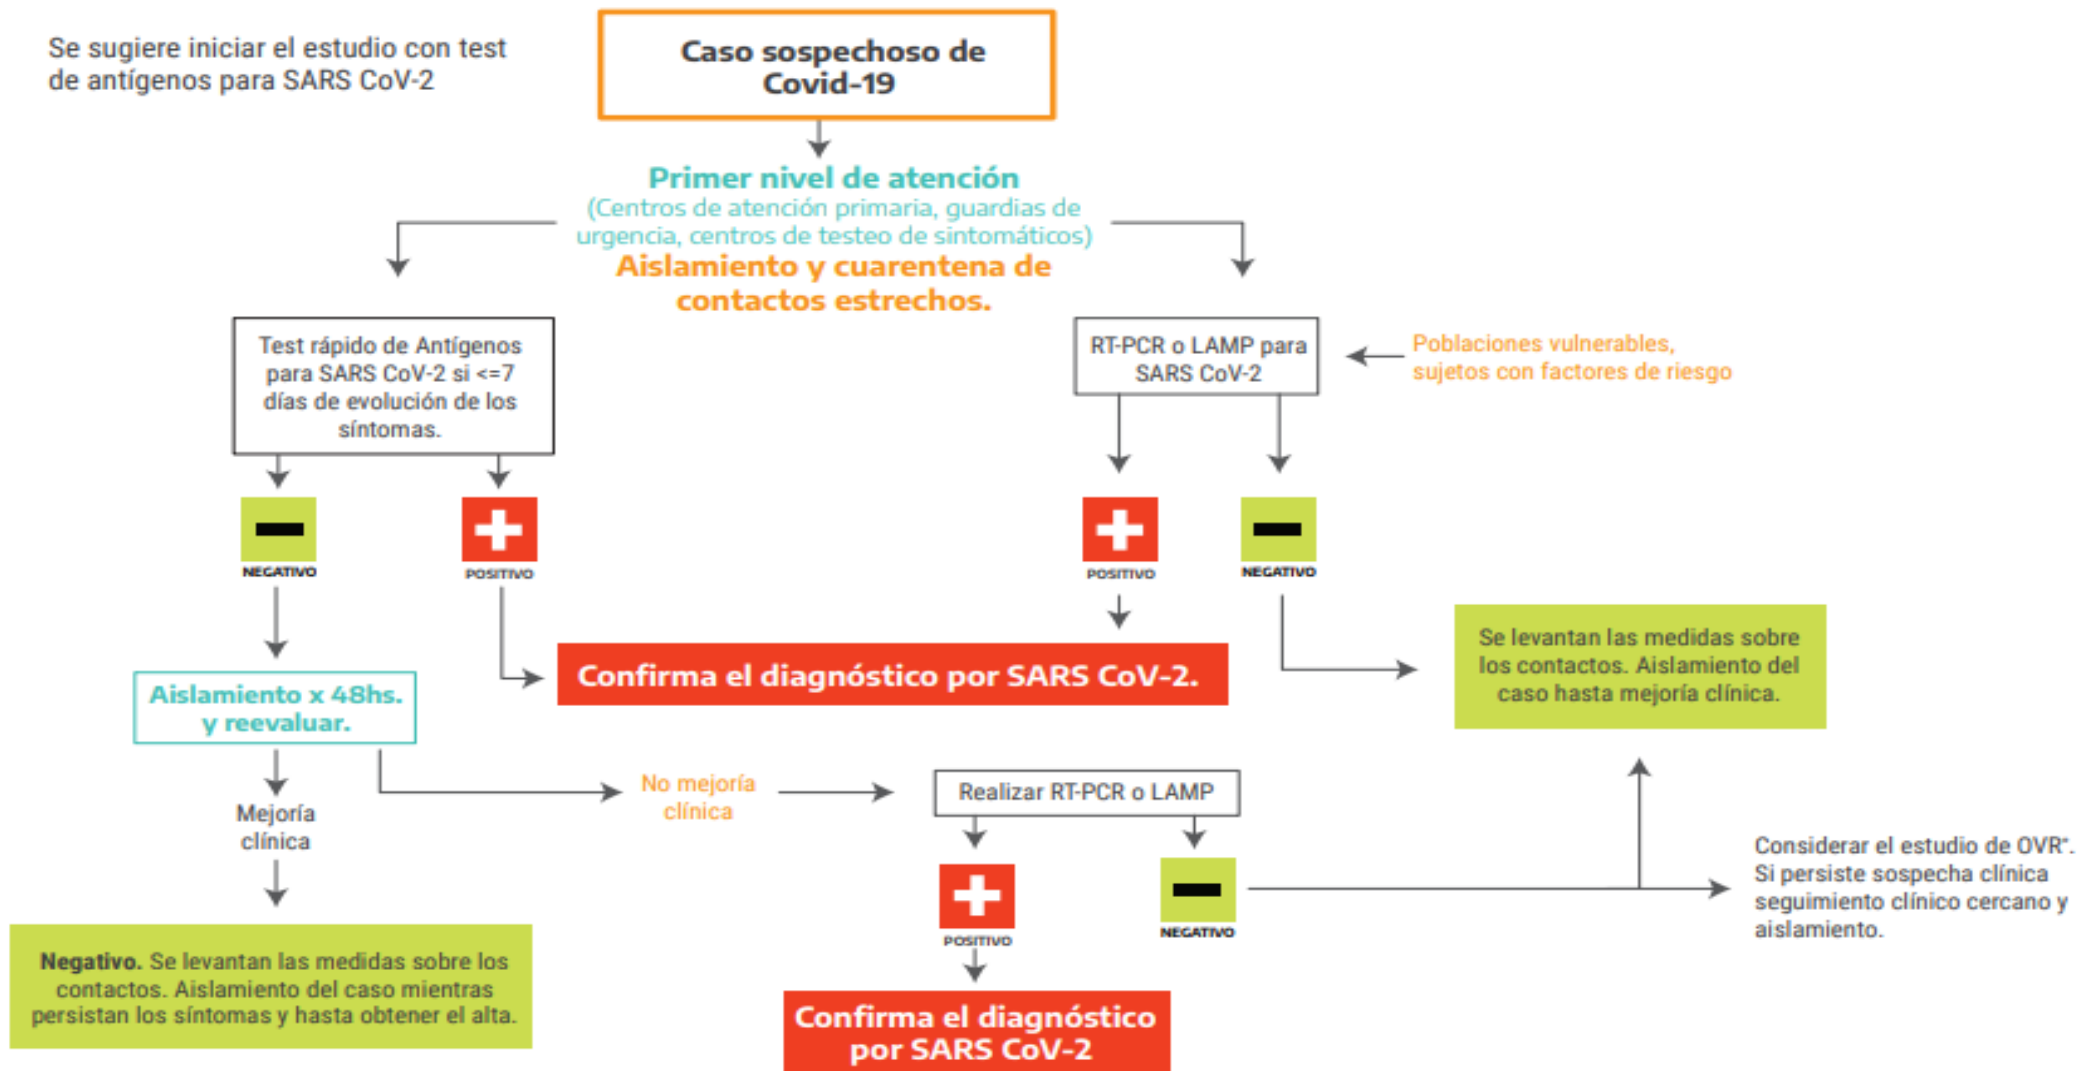 Se sugiere iniciar el estudio con test
de antígenos para SARS CoV-2
Caso sospechoso de
Covid-19
Primer nivel de atención
(Centros de atención primaria, guardias de
urgencia, centros de testeo de sintomáticos)
Aislamiento y cuarentena de
contactos estrechos.
Test rápido de Antígenos
para SARS CoV-2 si <=7
días de evolución de los
síntomas.
RT-PCR o LAMP para
SARS CoV-2
Poblaciones vulnerables,
sujetos con factores de riesgo
NEGATIVO
POSITIVO
POSITIVO
NEGATIVO
Confirma el diagnóstico por SARS CoV-2.
Se levantan las medidas sobre
los contactos. Aislamiento del
caso hasta mejoría clínica.
Aislamiento x 48hs.
y reevaluar.
Mejoría
clínica
No mejoría
clínica
Realizar RT-PCR o LAMP
POSITIVO
NEGATIVO
Considerar el estudio de OVR*.
Si persiste sospecha clínica
seguimiento clínico cercano y
aislamiento.
Negativo. Se levantan las medidas sobre los
contactos. Aislamiento del caso mientras
persistan los síntomas y hasta obtener el alta.
Confirma el diagnóstico
por SARS CoV-2